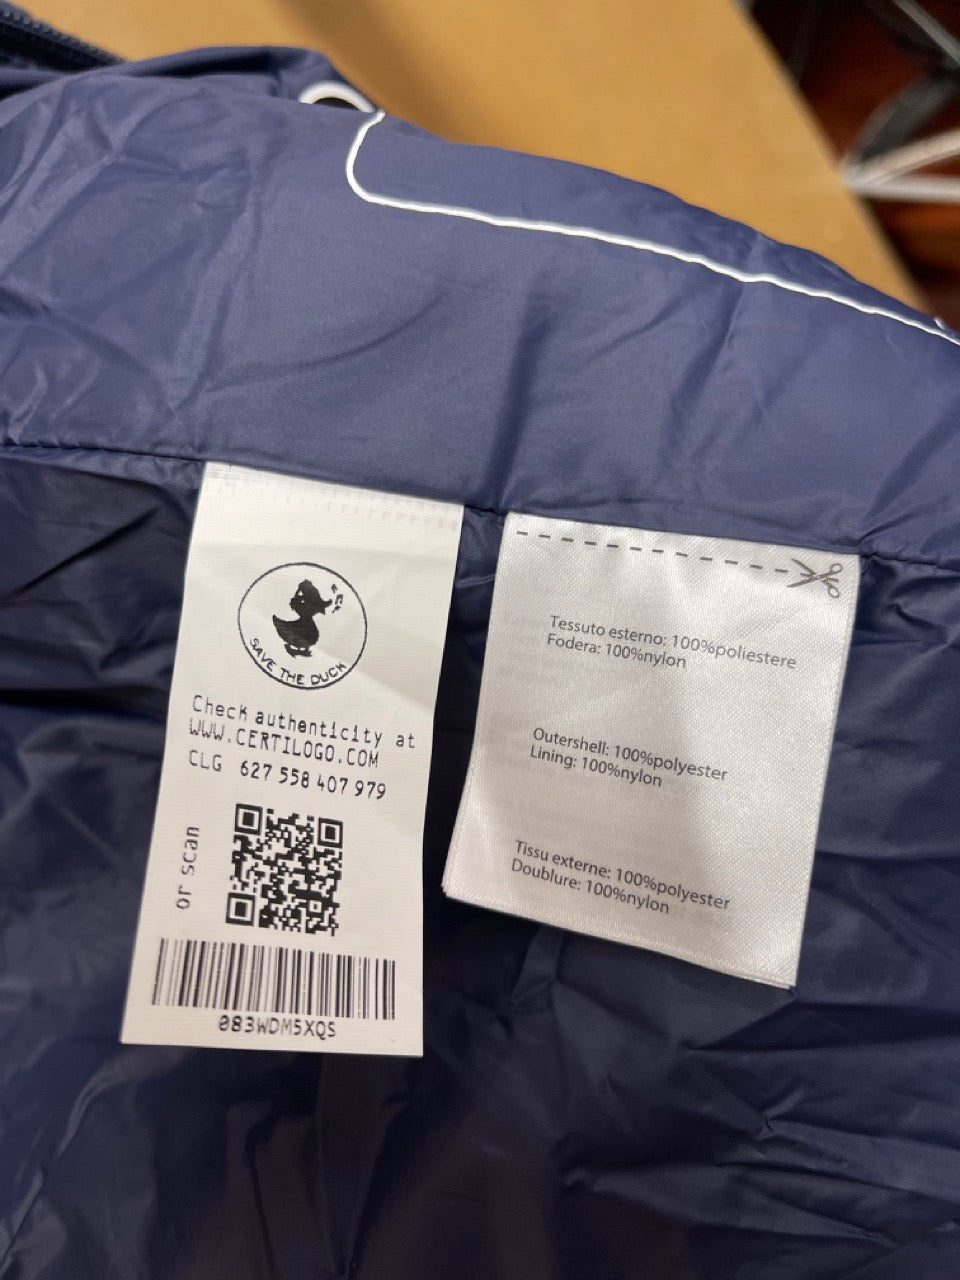 SAVE THE DUCK
Check authenticity at
WWW.CERTILOGO.COM
CLG 627 558 407 979
or scan
083WDM5XQS
Tessuto esterno: 100%poliestere
Fodera: 100%nylon
Outershell: 100%polyester
Lining: 100%nylon
Tissu externe: 100%polyester
Doublure: 100%nylon